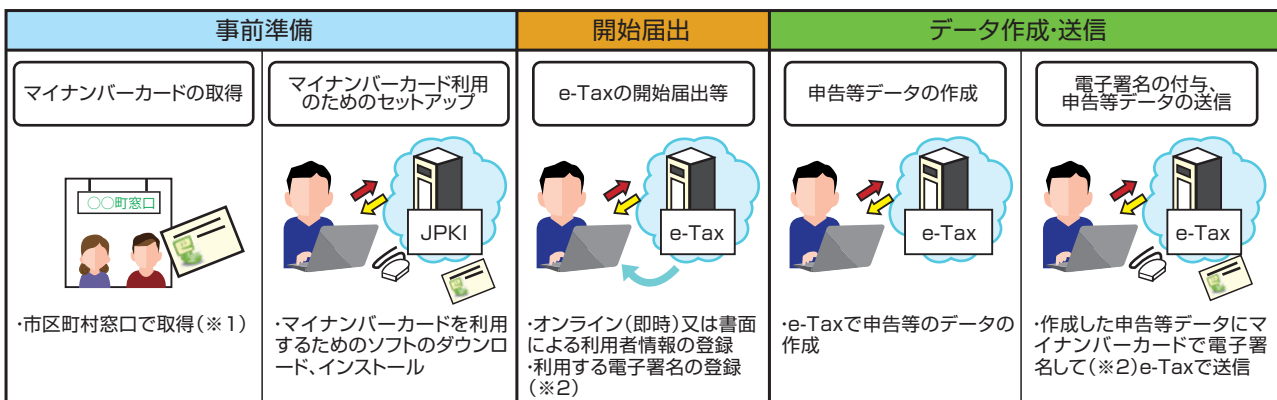 事前準備
開始届出
データ作成・送信
マイナンバーカードの取得
マイナンバーカード利用
のためのセットアップ
e-Taxの開始届出等
申告等データの作成
電子署名の付与、
申告等データの送信
○○町窓口
JPKI
e-Tax
e-Tax
e-Tax
・市区町村窓口で取得(※1)
・マイナンバーカードを利用
するためのソフトのダウンロ
ード、インストール
・オンライン(即時)又は書面
による利用者情報の登録
・利用する電子署名の登録
(※2)
・e-Taxで申告等のデータの
作成
・作成した申告等データにマ
イナンバーカードで電子署
名して(※2)e-Taxで送信